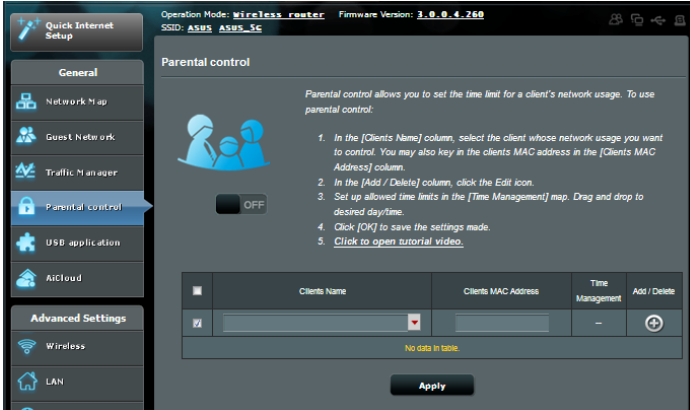 Quick Internet
Setup
Operation Mode: Wireless router Firmware Version: 3.0.0.4.260
SSID: ASUS ASUS_5G
General
Network Map
Guest Network
Traffic Manager
Parental control
USB application
AiCloud
Advanced Settings
Wireless
LAN
Parental control
Parental control allows you to set the time limit for a client's network usage. To use
parental control:
1. In the [Clients Name] column, select the client whose network usage you want
to control. You may also key in the clients MAC address in the [Clients MAC
Address] column.
2. In the [Add / Delete] column, click the Edit icon.
3. Set up allowed time limits in the [Time Management] map. Drag and drop to
desired day/time.
4. Click [OK] to save the settings made.
5. Click to open tutorial video.
OFF
Clients Name Clients MAC Address Time Management Add / Delete
–
No data in table.
Apply